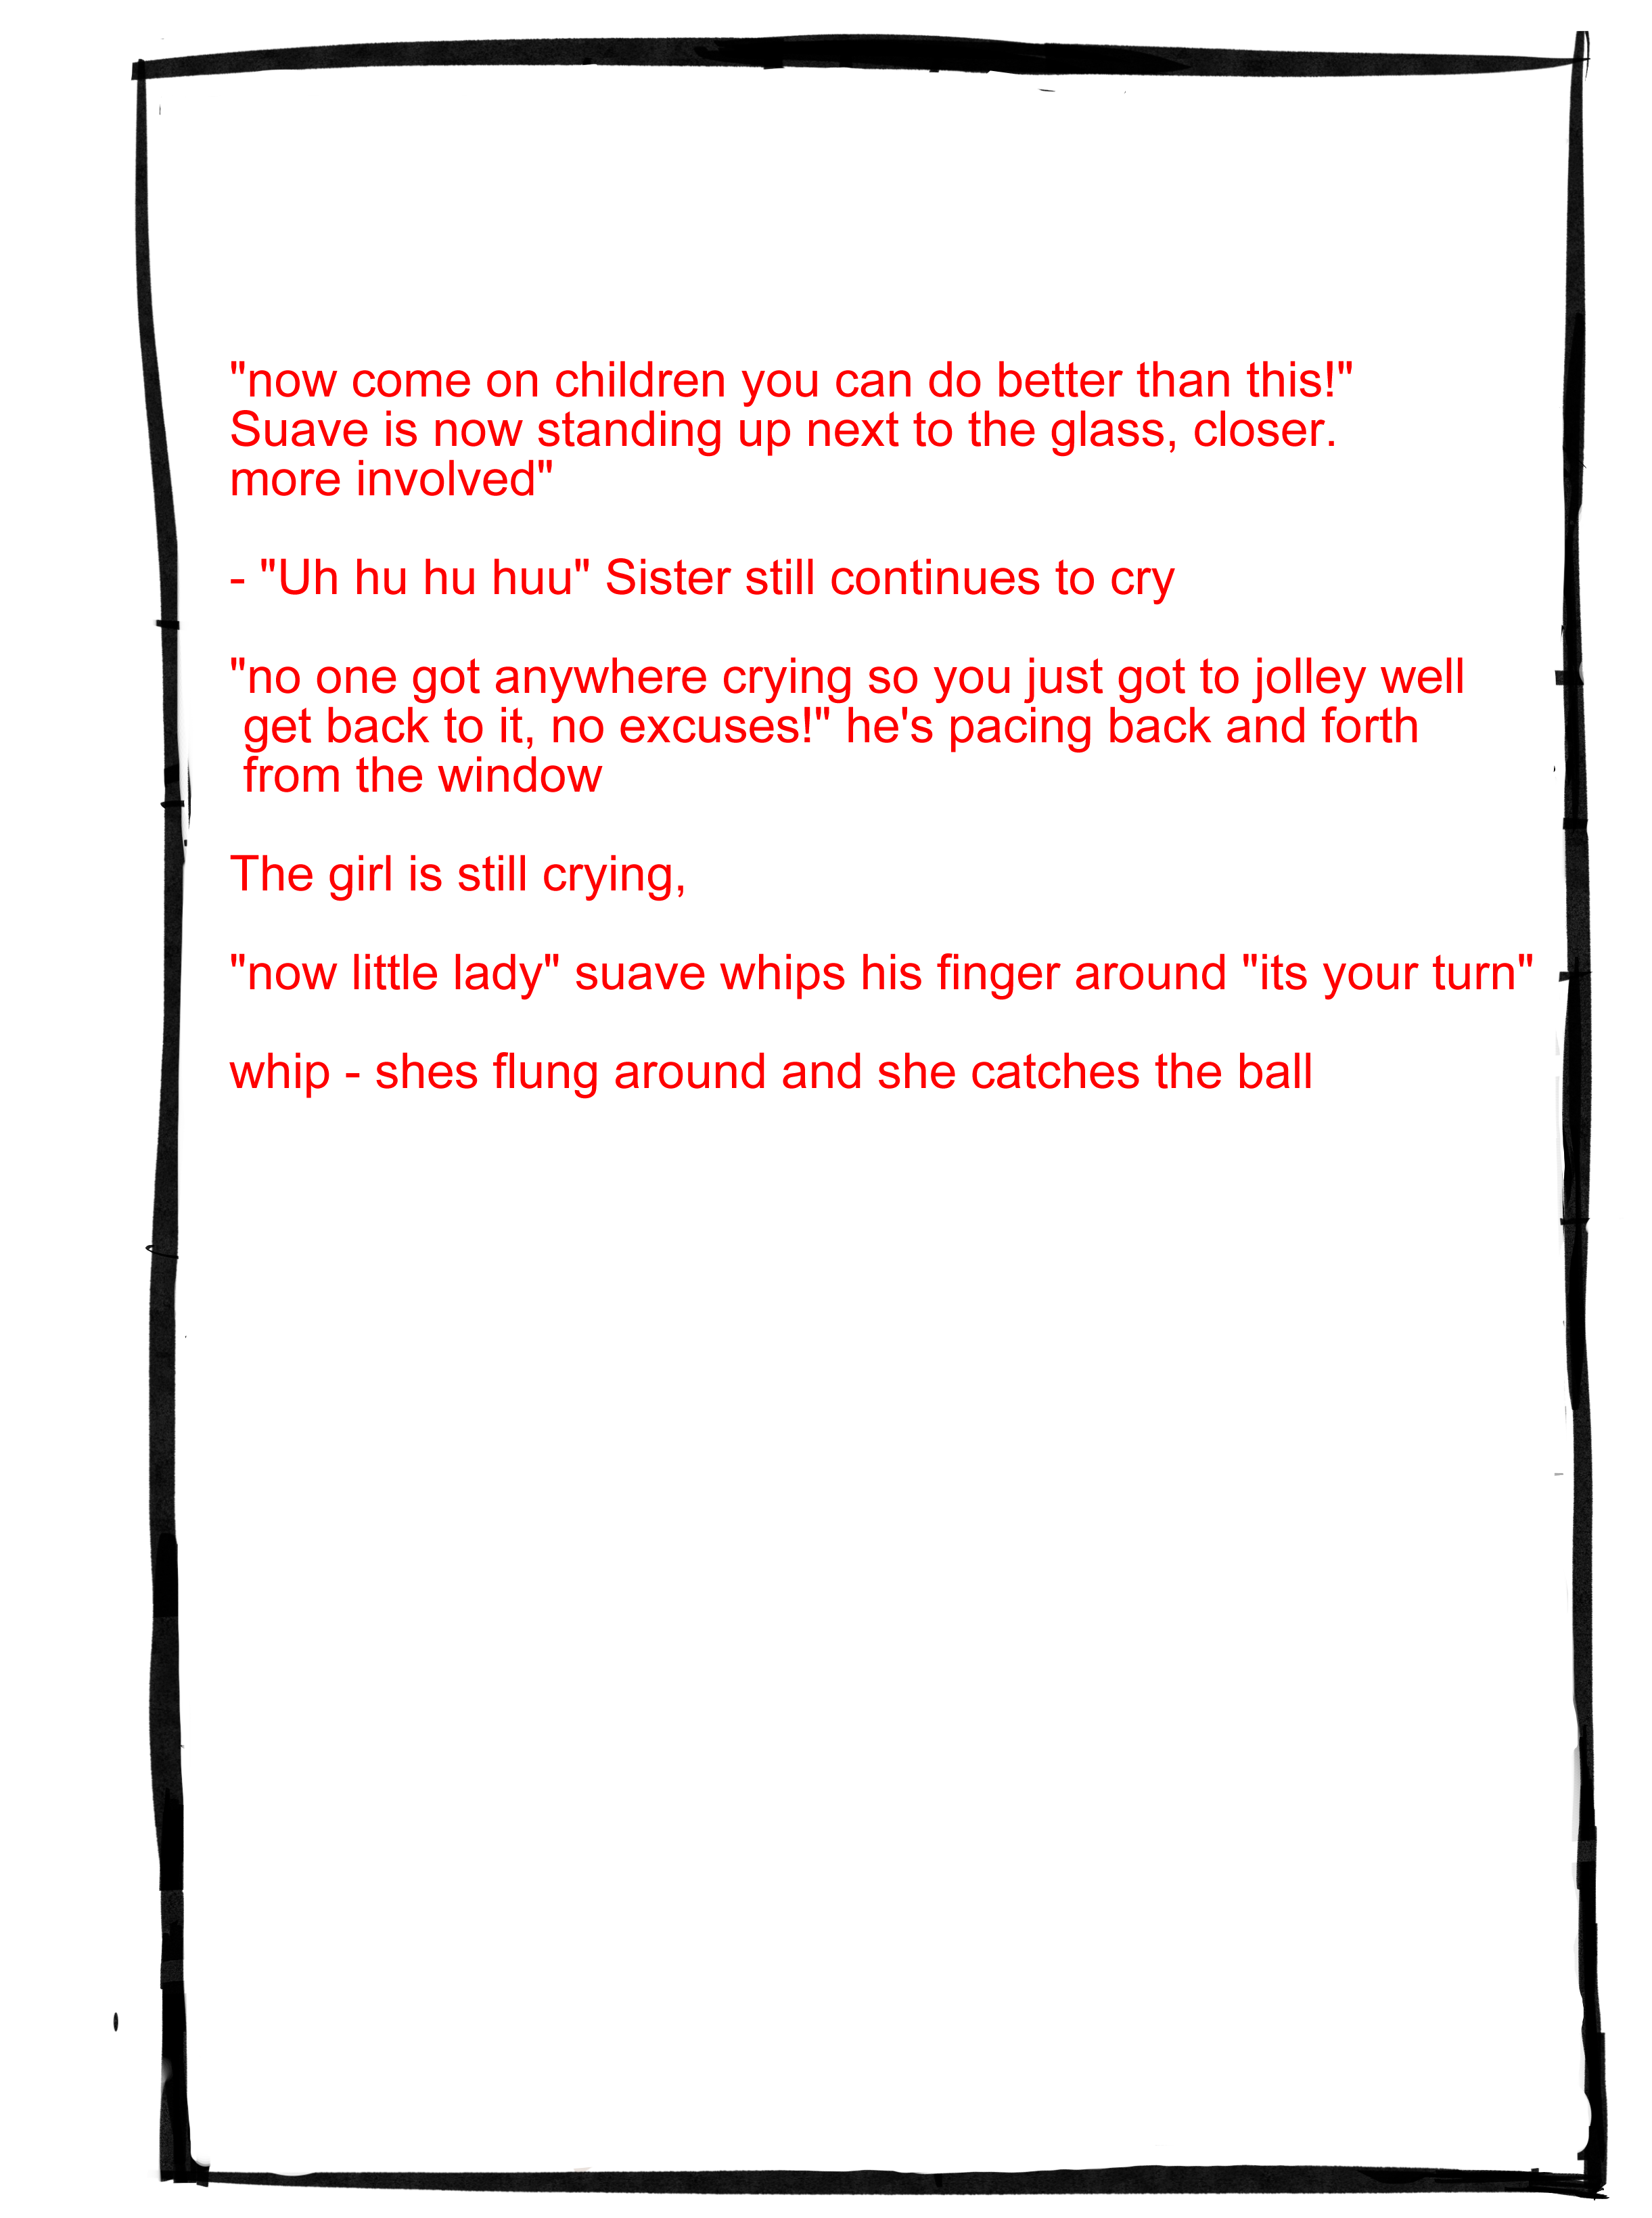 "now come on children you can do better than this!"
Suave is now standing up next to the glass, closer.
more involved"
- "Uh hu hu huu" Sister still continues to cry
"no one got anywhere crying so you just got to jolley well
get back to it, no excuses!" he's pacing back and forth
from the window
The girl is still crying,
"now little lady" suave whips his finger around "its your turn"
whip - shes flung around and she catches the ball